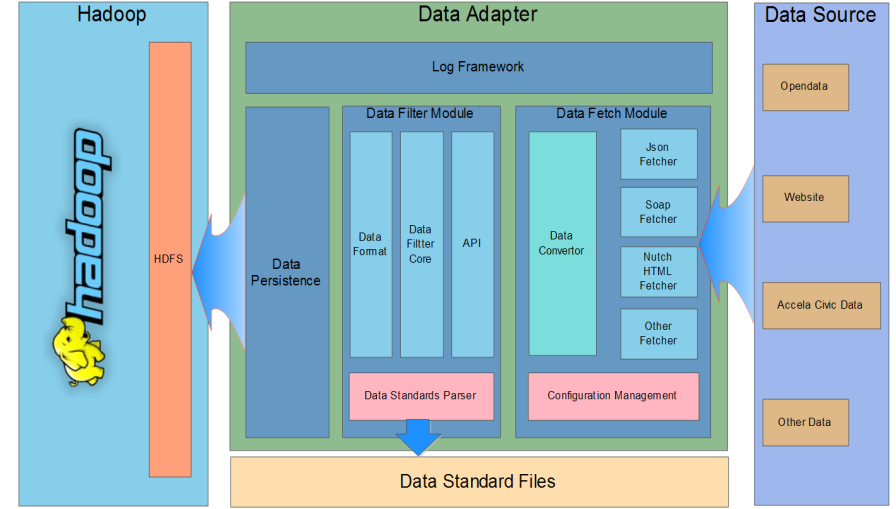 Hadoop
HDFS
hadoop
Data Adapter
Log Framework
Data
Persistence
Data Filter Module
Data
Format
Data
Filtter
Core
API
Data Standards Parser
Data Fetch Module
Data
Convertor
Json
Fetcher
Soap
Fetcher
Nutch
HTML
Fetcher
Other
Fetcher
Configuration Management
Data Standard Files
Data Source
Opendata
Website
Accela Civic Data
Other Data